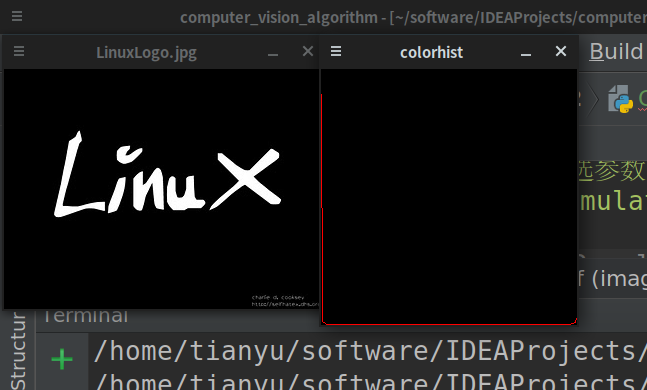 computer_vision_algorithm - [~/software/IDEAProjects/computer
LinuxLogo.jpg
colorhist
Build
Linux
选参数
mulat
charlie a. cooksey
f (imag
Terminal
Structur
/home/tianyu/software/IDEAProjects/
/home/tianyu/software/IDEAProjects/